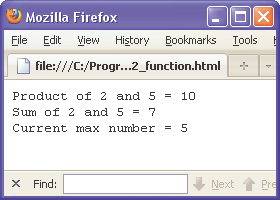 Mozilla Firefox
File Edit View History Bookmarks Tools
file:///C:/Progr...2_function.html
Product of 2 and 5 = 10
Sum of 2 and 5 = 7
Current max number = 5
Find: Next